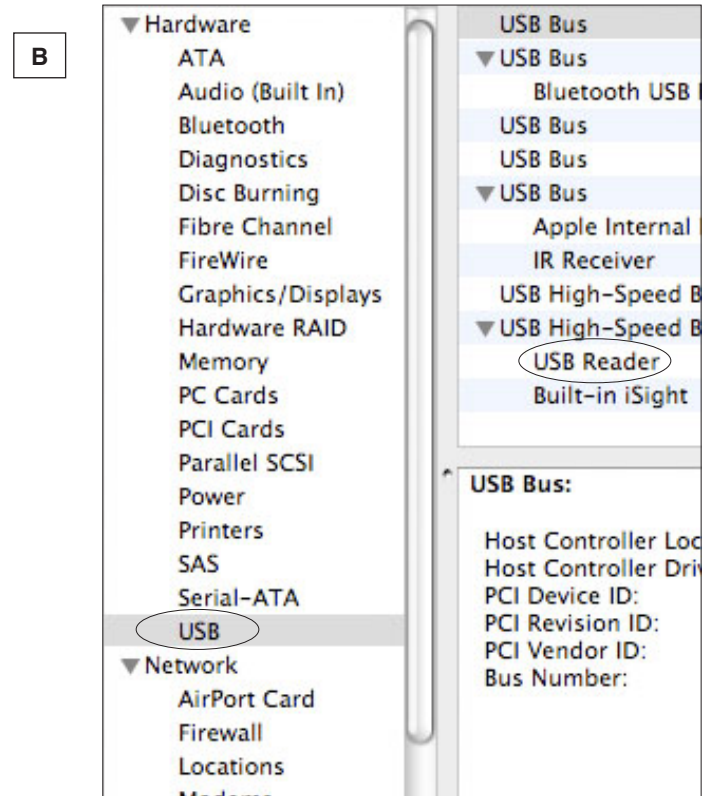 B
Hardware
ATA
Audio (Built In)
Bluetooth
Diagnostics
Disc Burning
Fibre Channel
FireWire
Graphics/Displays
Hardware RAID
Memory
PC Cards
PCI Cards
Parallel SCSI
Power
Printers
SAS
Serial-ATA
USB
Network
AirPort Card
Firewall
Locations
USB Bus
USB Bus
Bluetooth USB
USB Bus
USB Bus
USB Bus
Apple Internal
IR Receiver
USB High-Speed B
USB High-Speed B
USB Reader
Built-in iSight
USB Bus:
Host Controller Loc
Host Controller Driv
PCI Device ID:
PCI Revision ID:
PCI Vendor ID:
Bus Number: